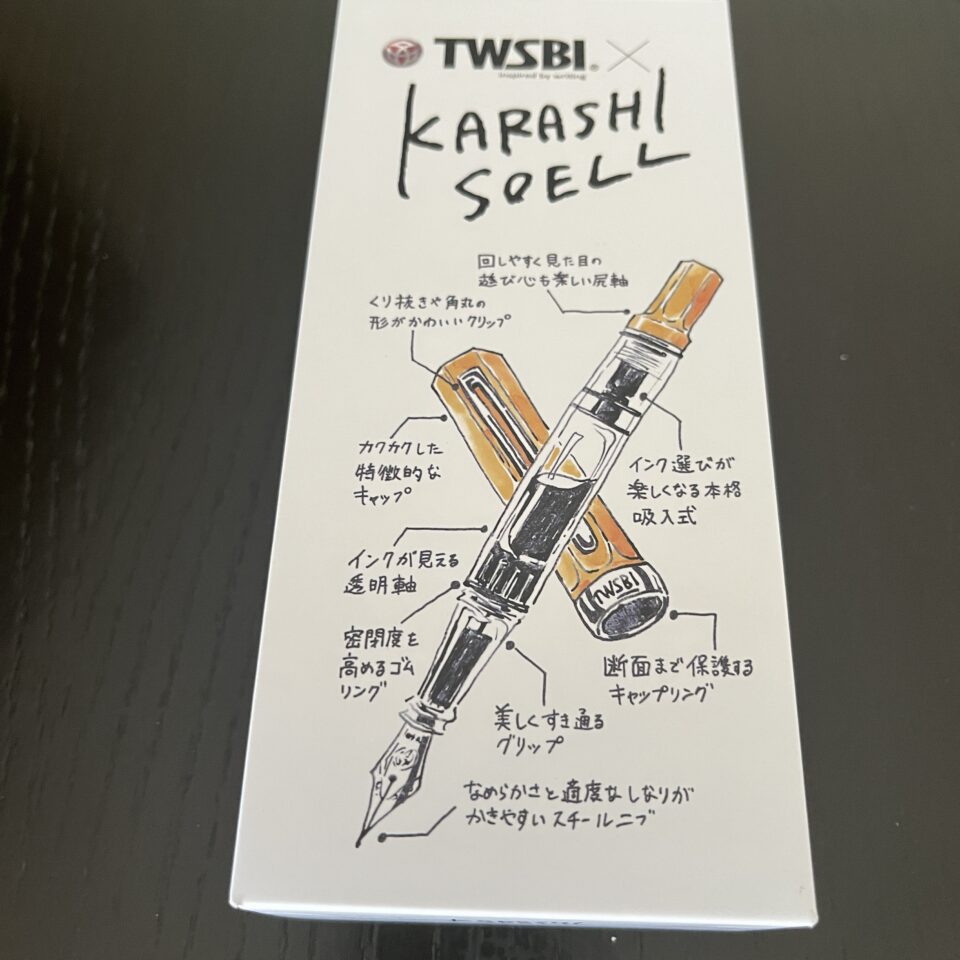 TWSBI®
inspired by writing
KARASHI
SOELL
回しやすく見た目の
遊び心も楽しい尻軸
くり抜きや角丸の
形がかわいいクリップ
カクカクした
特徴的な
キャップ
インク選びが
楽しくなる本格
吸入式
インクが見える
透明軸
TWSBI
密閉度を
高めるゴム
リング
断面まで保護する
キャップリング
美しくすき通る
グリップ
なめらかさと適度なしなりが
かきやすいスチールニブ